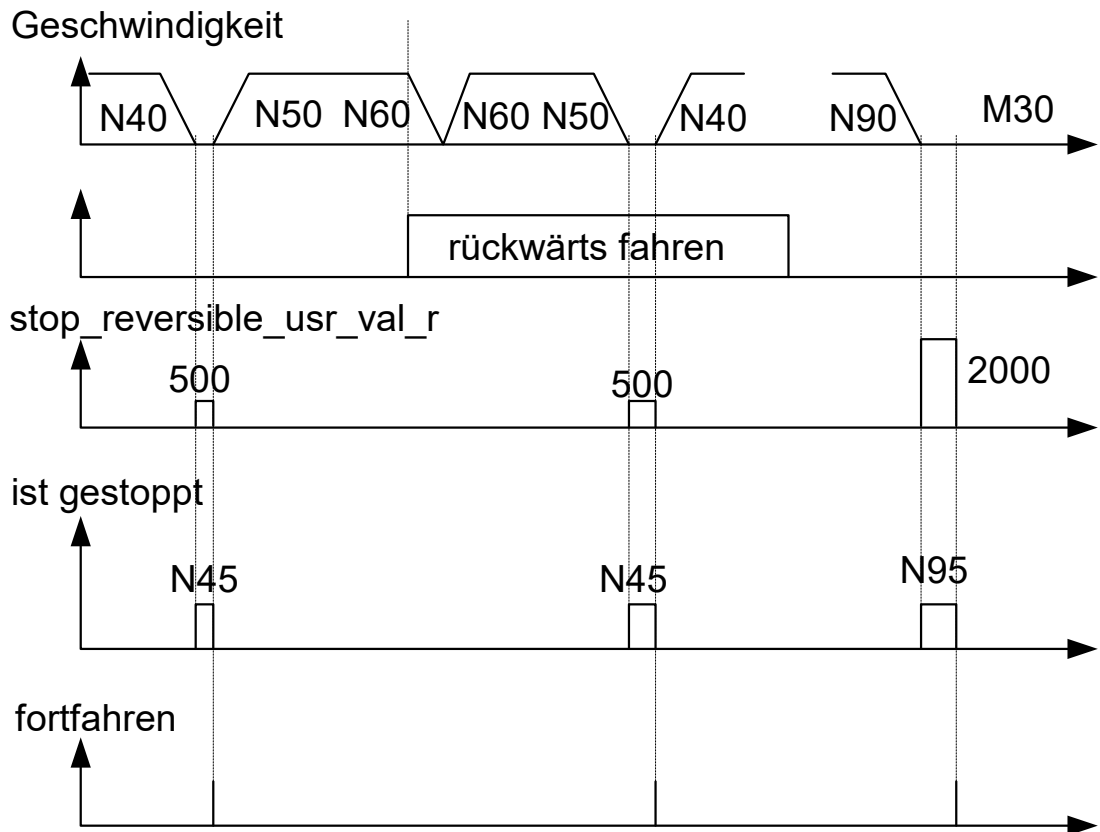 Geschwindigkeit
N40 N50 N60 N60 N50 N40 N90 M30
rückwärts fahren
stop_reversible_usr_val_r
500 500 2000
ist gestoppt
N45 N45 N95
fortfahren